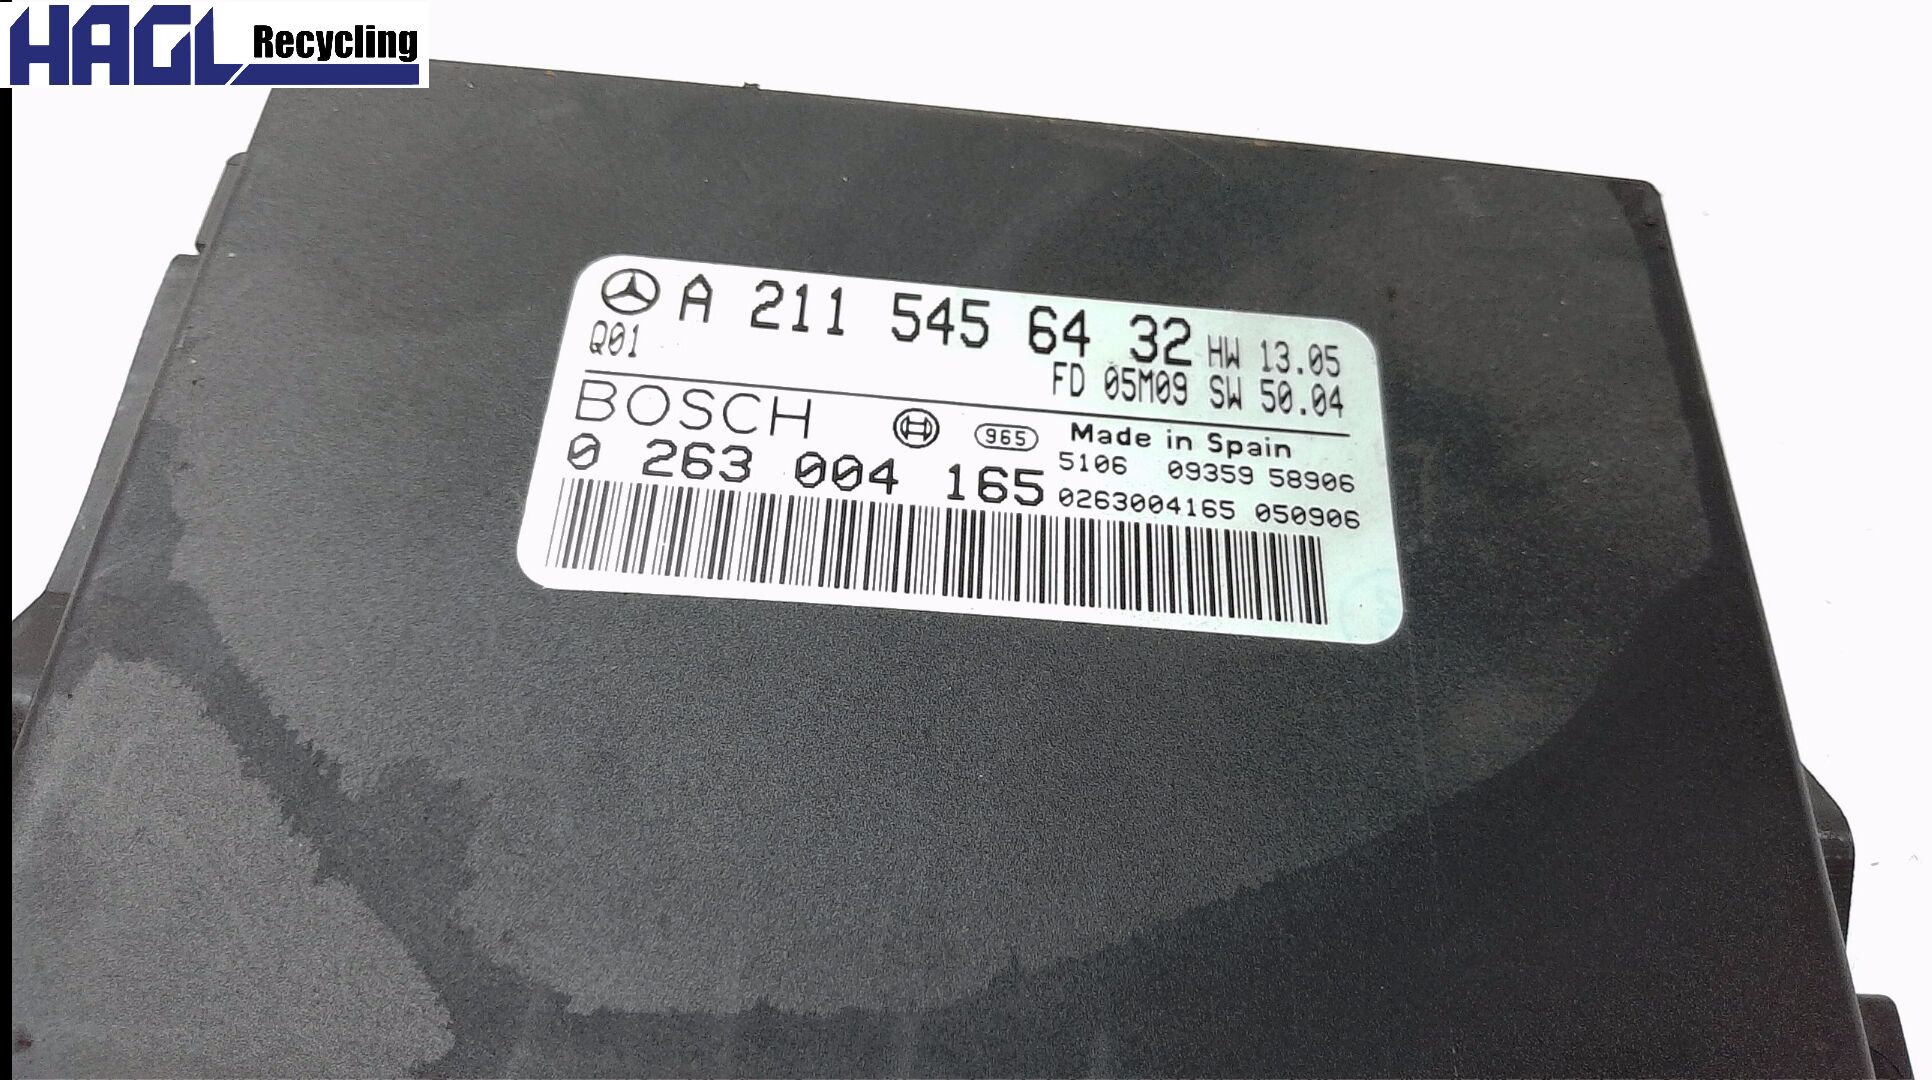 HAGL Recycling
A 211 545 64 32 HW 13.05
Q01
FD 05M09 SW 50.04
BOSCH 965 Made in Spain
5106 09359 58906
0 263 004 165
0263004165 050906